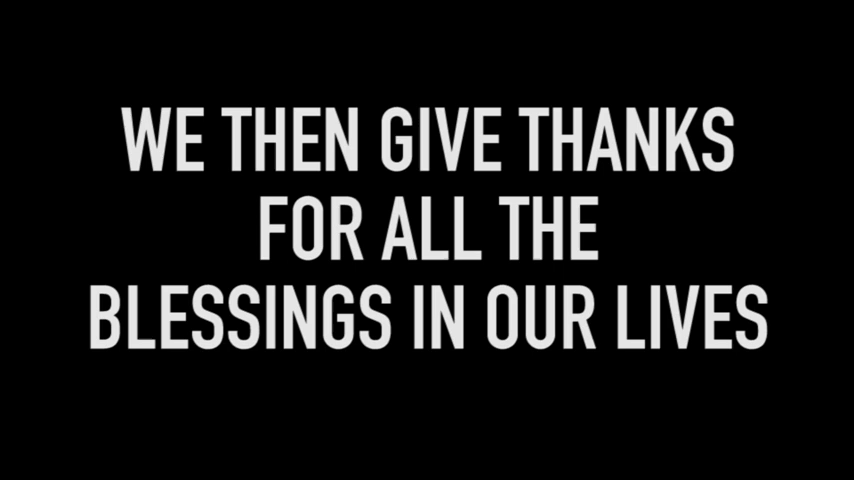 WE THEN GIVE THANKS
FOR ALL THE
BLESSINGS IN OUR LIVES